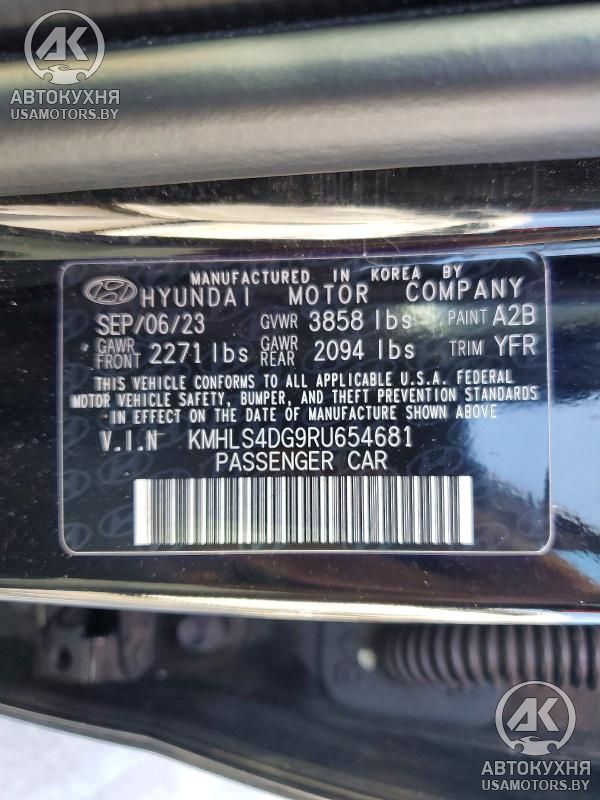 AK
АВТОКУХНЯ
USAMOTORS.BY
MANUFACTURED IN KOREA BY
HYUNDAI MOTOR COMPANY
SEP/06/23 GVWR 3858 lbs PAINT A2B
GAWR FRONT 2271 lbs GAWR REAR 2094 lbs TRIM YFR
THIS VEHICLE CONFORMS TO ALL APPLICABLE U.S.A. FEDERAL
MOTOR VEHICLE SAFETY, BUMPER, AND THEFT PREVENTION STANDARDS
IN EFFECT ON THE DATE OF MANUFACTURE SHOWN ABOVE
V.I.N KMHLS4DG9RU654681
PASSENGER CAR
AK
АВТОКУХНЯ
USAMOTORS.BY